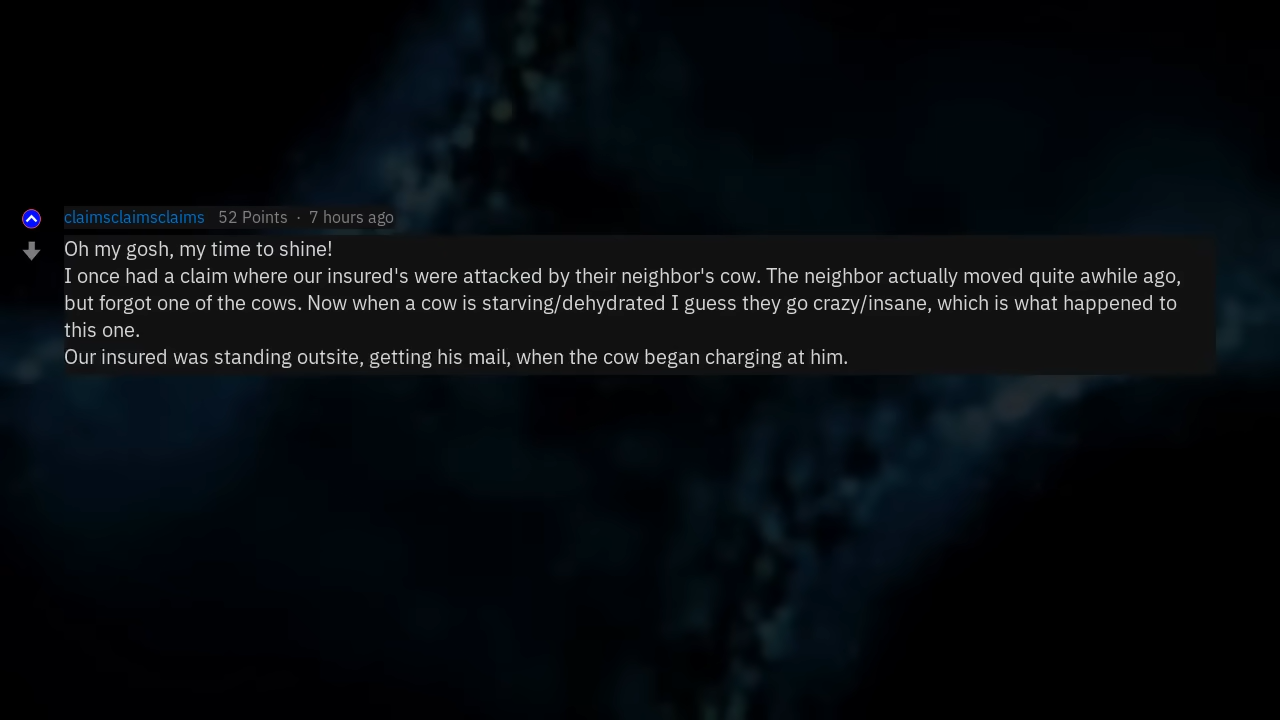 claimsclaimsclaims 52 Points · 7 hours ago
Oh my gosh, my time to shine!
I once had a claim where our insured's were attacked by their neighbor's cow. The neighbor actually moved quite awhile ago,
but forgot one of the cows. Now when a cow is starving/dehydrated I guess they go crazy/insane, which is what happened to
this one.
Our insured was standing outsite, getting his mail, when the cow began charging at him.